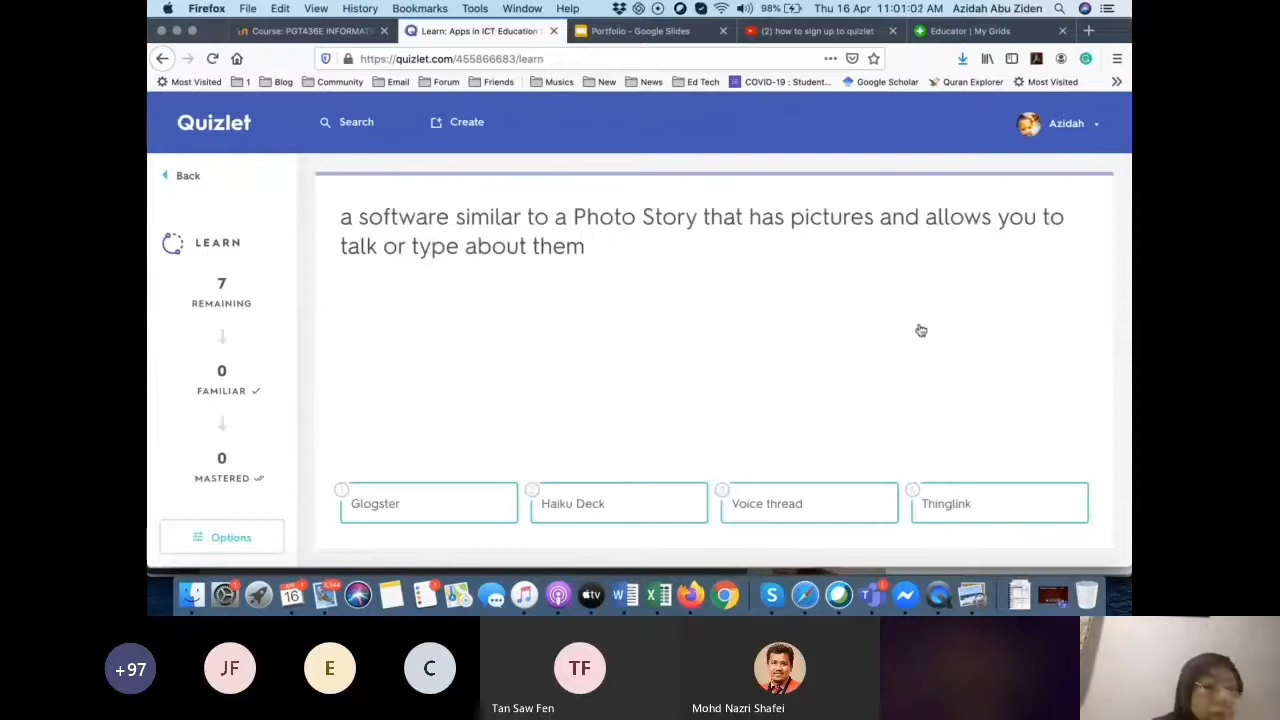 Firefox File Edit View History Bookmarks Tools Window Help 98% Thu 16 Apr 11:01:02 AM Azidah Abu Ziden
Course: PGT436E INFORMATI Learn: Apps in ICT Education Portfolio - Google Slides (2) how to sign up to quizlet Educator | My Grids
https://quizlet.com/455866683/learn
Most Visited 1 Blog Community Email Forum Friends Musics New News Ed Tech COVID-19 : Student... Google Scholar Quran Explorer Most Visited
Quizlet Search Create Azidah
Back
LEARN
7
REMAINING
0
FAMILIAR
0
MASTERED
Options
a software similar to a Photo Story that has pictures and allows you to
talk or type about them
1 Glogster
2 Haiku Deck
3 Voice thread
4 Thinglink
+97 JF E C TF
Tan Saw Fen Mohd Nazri Shafei